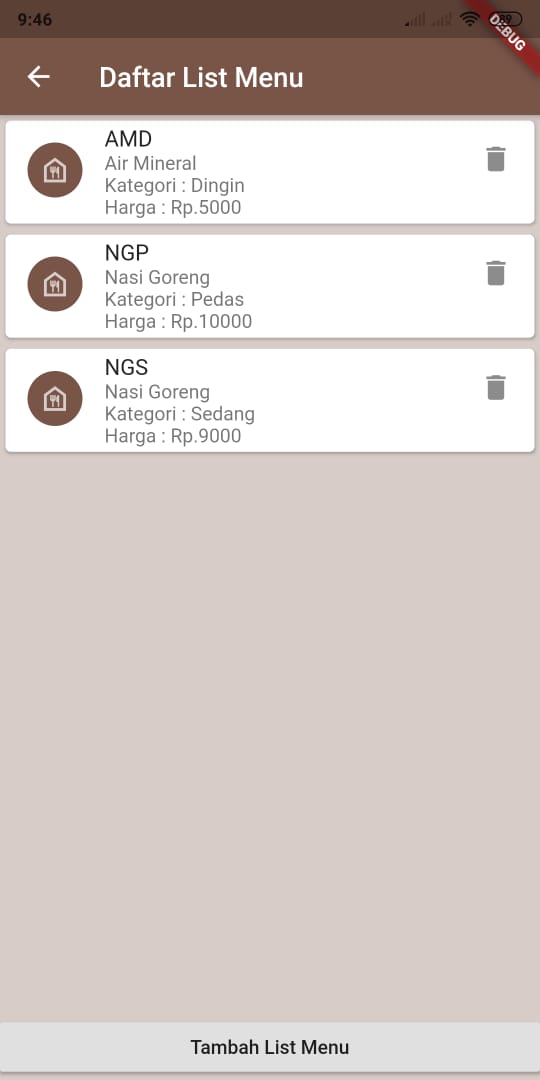 9:46
89
DEBUG
Daftar List Menu
AMD
Air Mineral
Kategori : Dingin
Harga : Rp.5000
NGP
Nasi Goreng
Kategori : Pedas
Harga : Rp.10000
NGS
Nasi Goreng
Kategori : Sedang
Harga : Rp.9000
Tambah List Menu